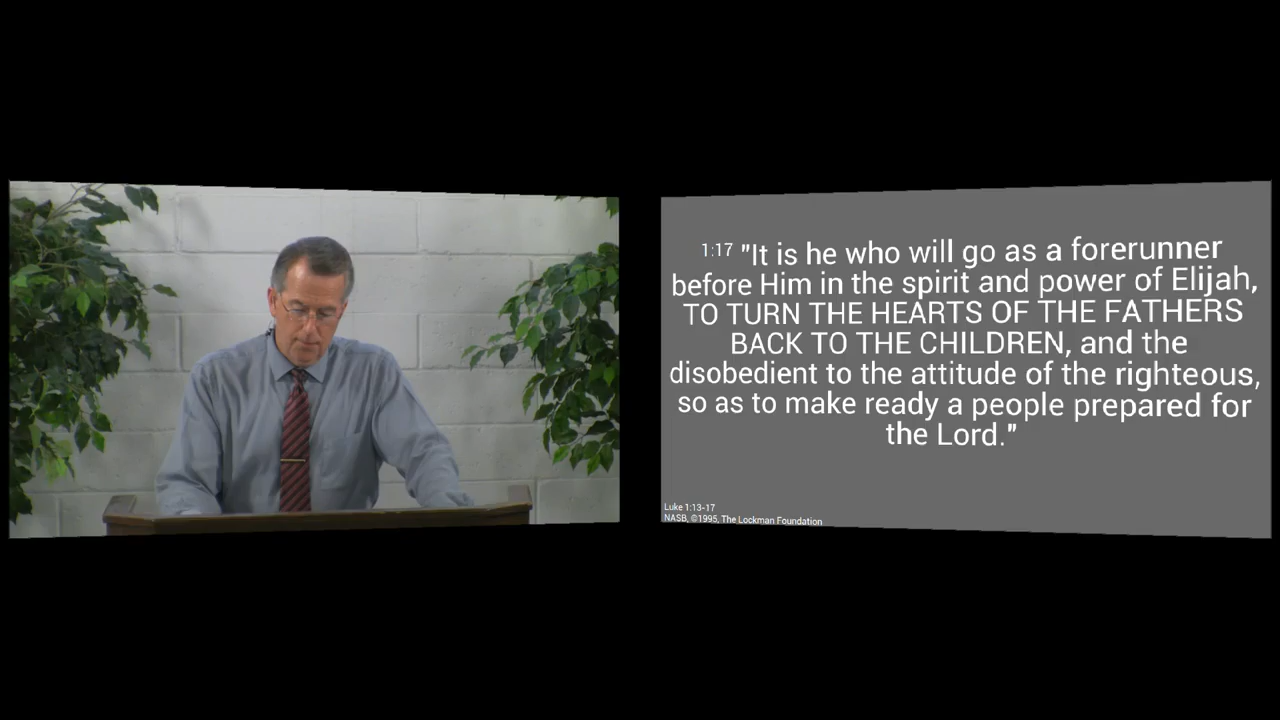 1:17 "It is he who will go as a forerunner
before Him in the spirit and power of Elijah,
TO TURN THE HEARTS OF THE FATHERS
BACK TO THE CHILDREN, and the
disobedient to the attitude of the righteous,
so as to make ready a people prepared for
the Lord."
Luke 1:13-17
NASB, ©1995, The Lockman Foundation